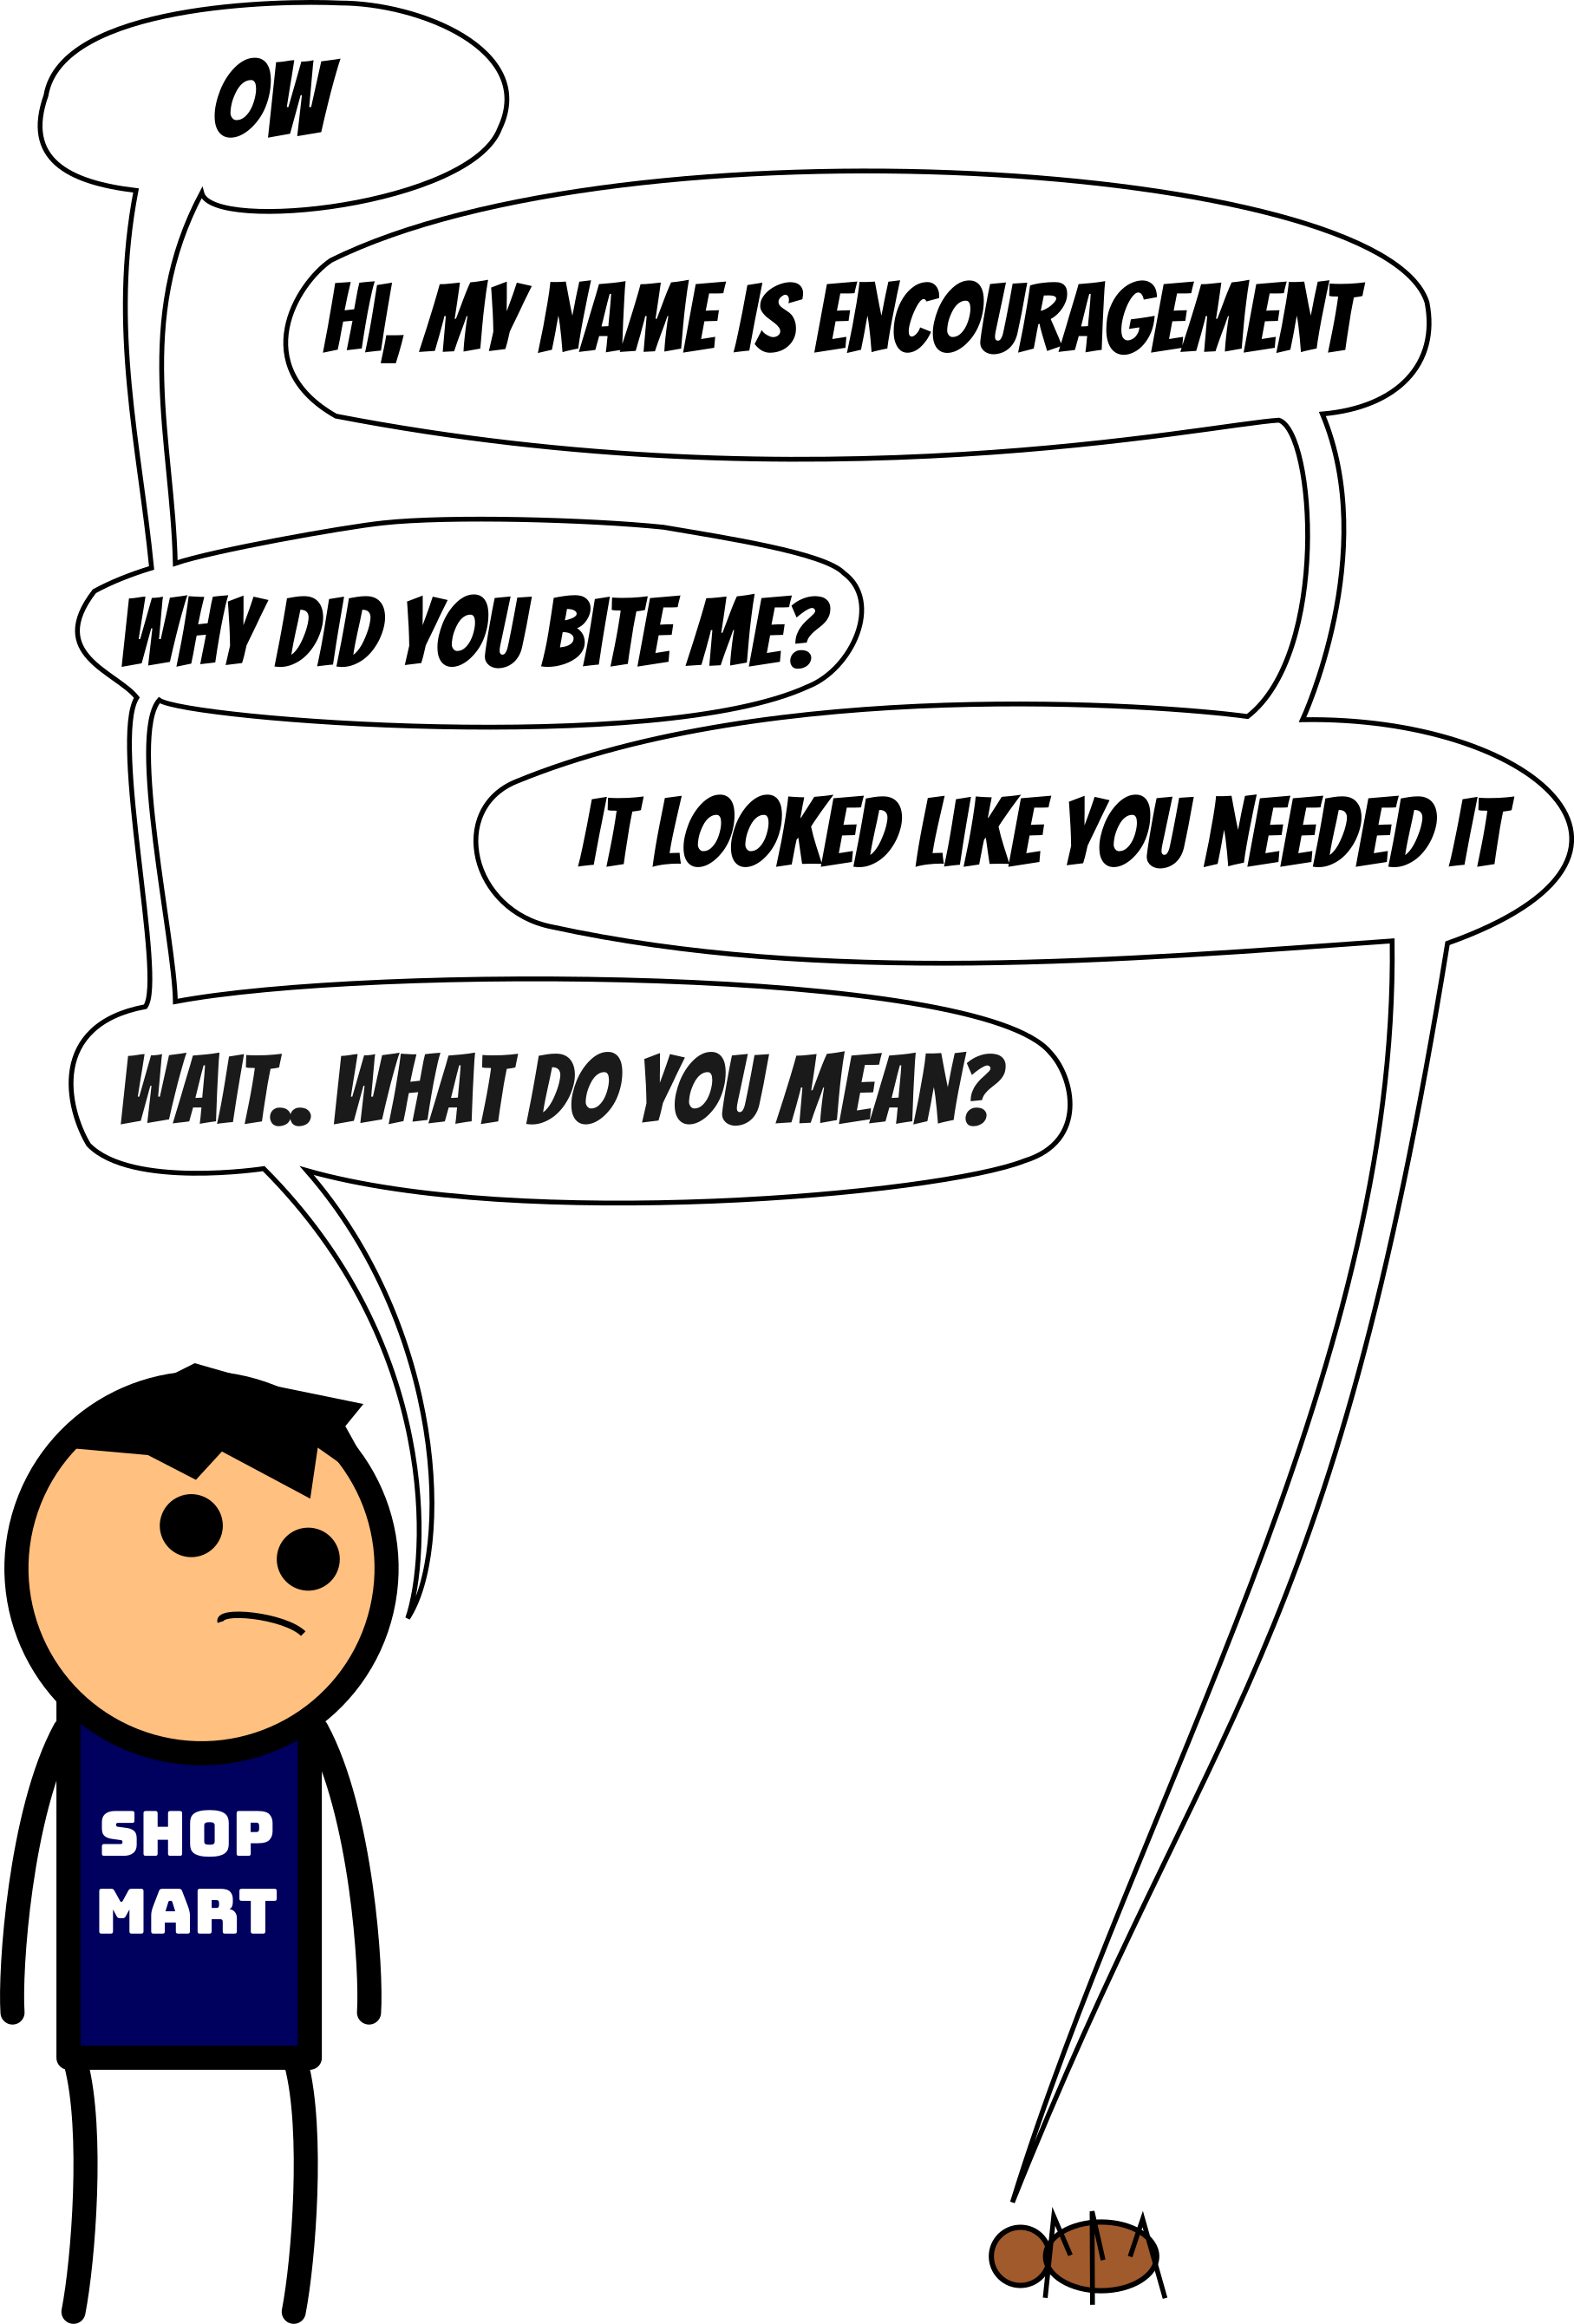 OW
HI, MY NAME IS ENCOURAGEMENT
WHY DID YOU BITE ME?
IT LOOKED LIKE YOU NEEDED IT
WAIT... WHAT DO YOU MEAN?
SHOP
MART